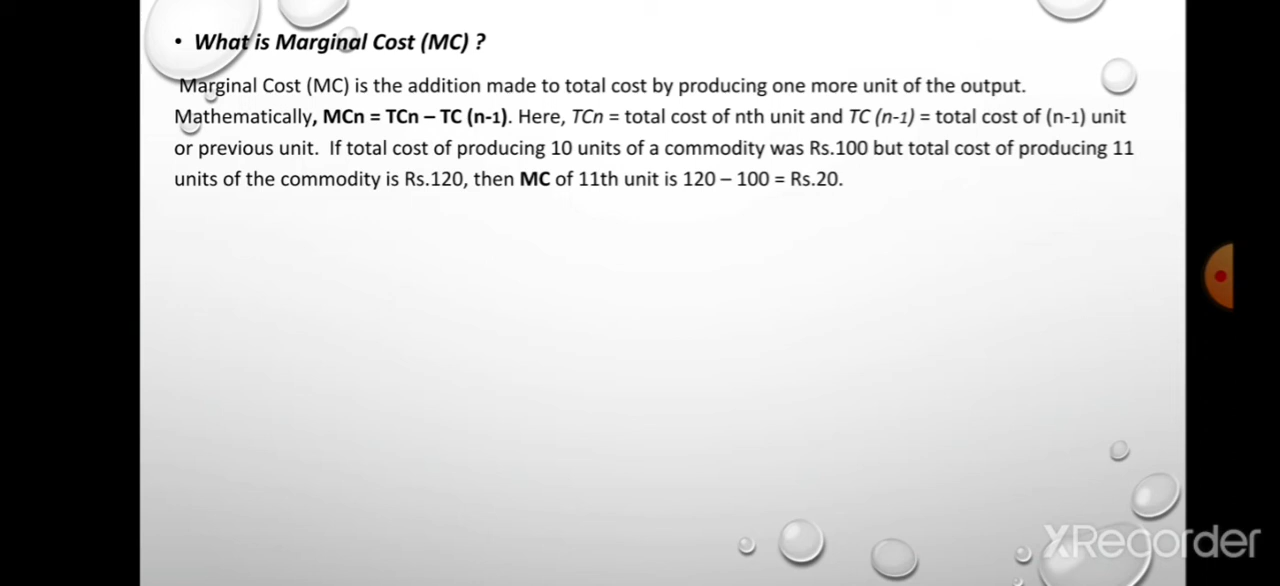 • What is Marginal Cost (MC) ?
Marginal Cost (MC) is the addition made to total cost by producing one more unit of the output.
Mathematically, MCn = TCn – TC (n-1). Here, TCn = total cost of nth unit and TC (n-1) = total cost of (n-1) unit
or previous unit. If total cost of producing 10 units of a commodity was Rs.100 but total cost of producing 11
units of the commodity is Rs.120, then MC of 11th unit is 120 – 100 = Rs.20.
XRecorder